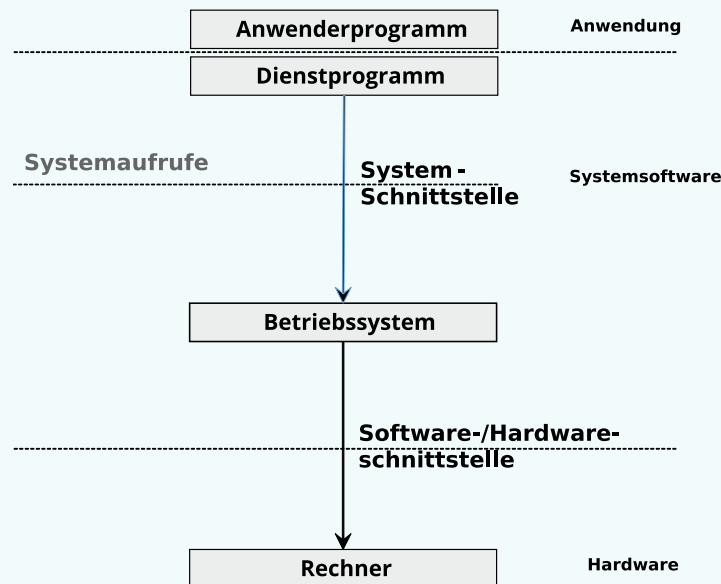 Anwenderprogramm
Anwendung
Dienstprogramm
Systemaufrufe
System-
Schnittstelle
Systemsoftware
Betriebssystem
Software-/Hardware-
schnittstelle
Rechner
Hardware